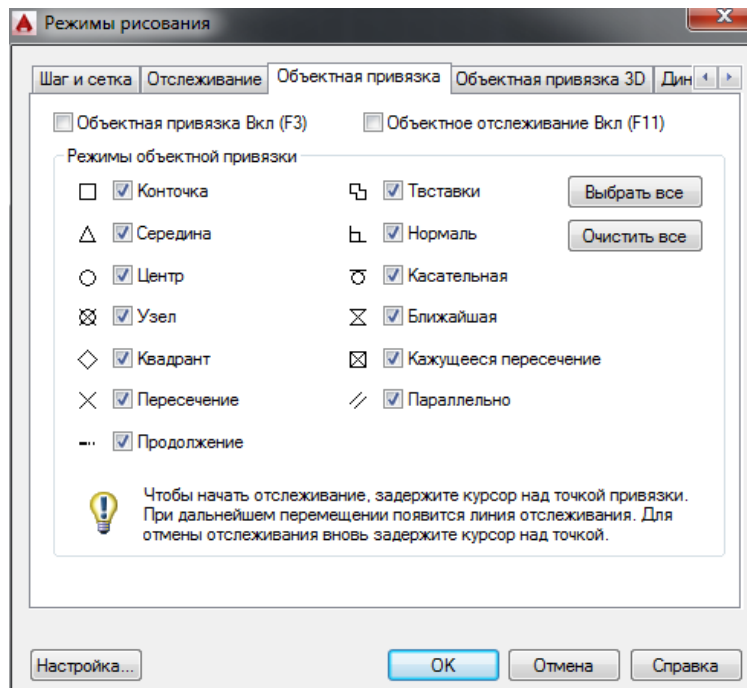 Режимы рисования
Шаг и сетка Отслеживание Объектная привязка Объектная привязка 3D Дин
Объектная привязка Вкл (F3) Объектное отслеживание Вкл (F11)
Режимы объектной привязки
Конточка Твставки Выбрать все
Середина Нормаль Очистить все
Центр Касательная
Узел Ближайшая
Квадрант Кажущееся пересечение
Пересечение Параллельно
Продолжение
Чтобы начать отслеживание, задержите курсор над точкой привязки.
При дальнейшем перемещении появится линия отслеживания. Для
отмены отслеживания вновь задержите курсор над точкой.
Настройка... OK Отмена Справка